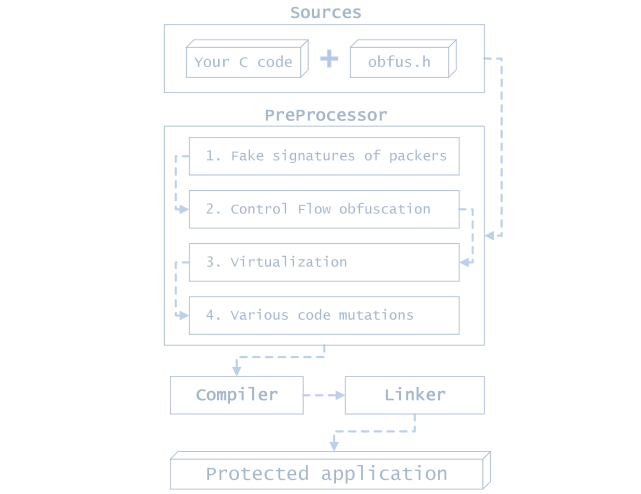 Sources
Your C code + obfus.h
PreProcessor
1. Fake signatures of packers
2. Control Flow obfuscation
3. Virtualization
4. Various code mutations
Compiler
Linker
Protected application